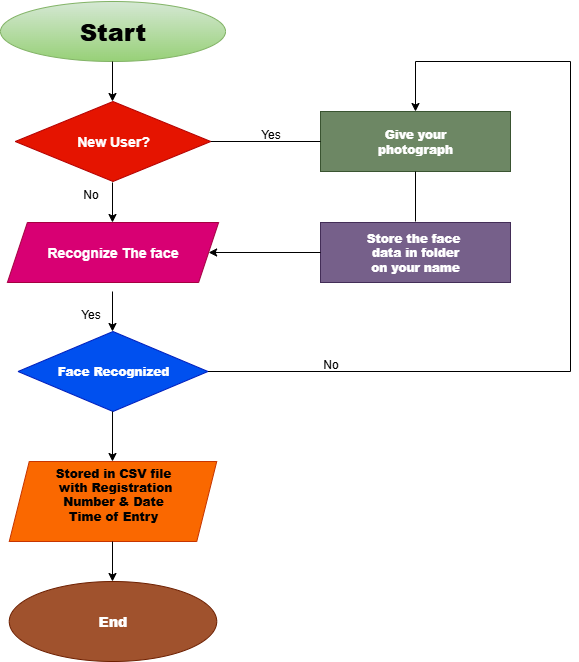 Start
New User?
Yes
Give your
photograph
No
Recognize The face
Store the face
data in folder
on your name
Yes
Face Recognized
No
Stored in CSV file
with Registration
Number & Date
Time of Entry
End